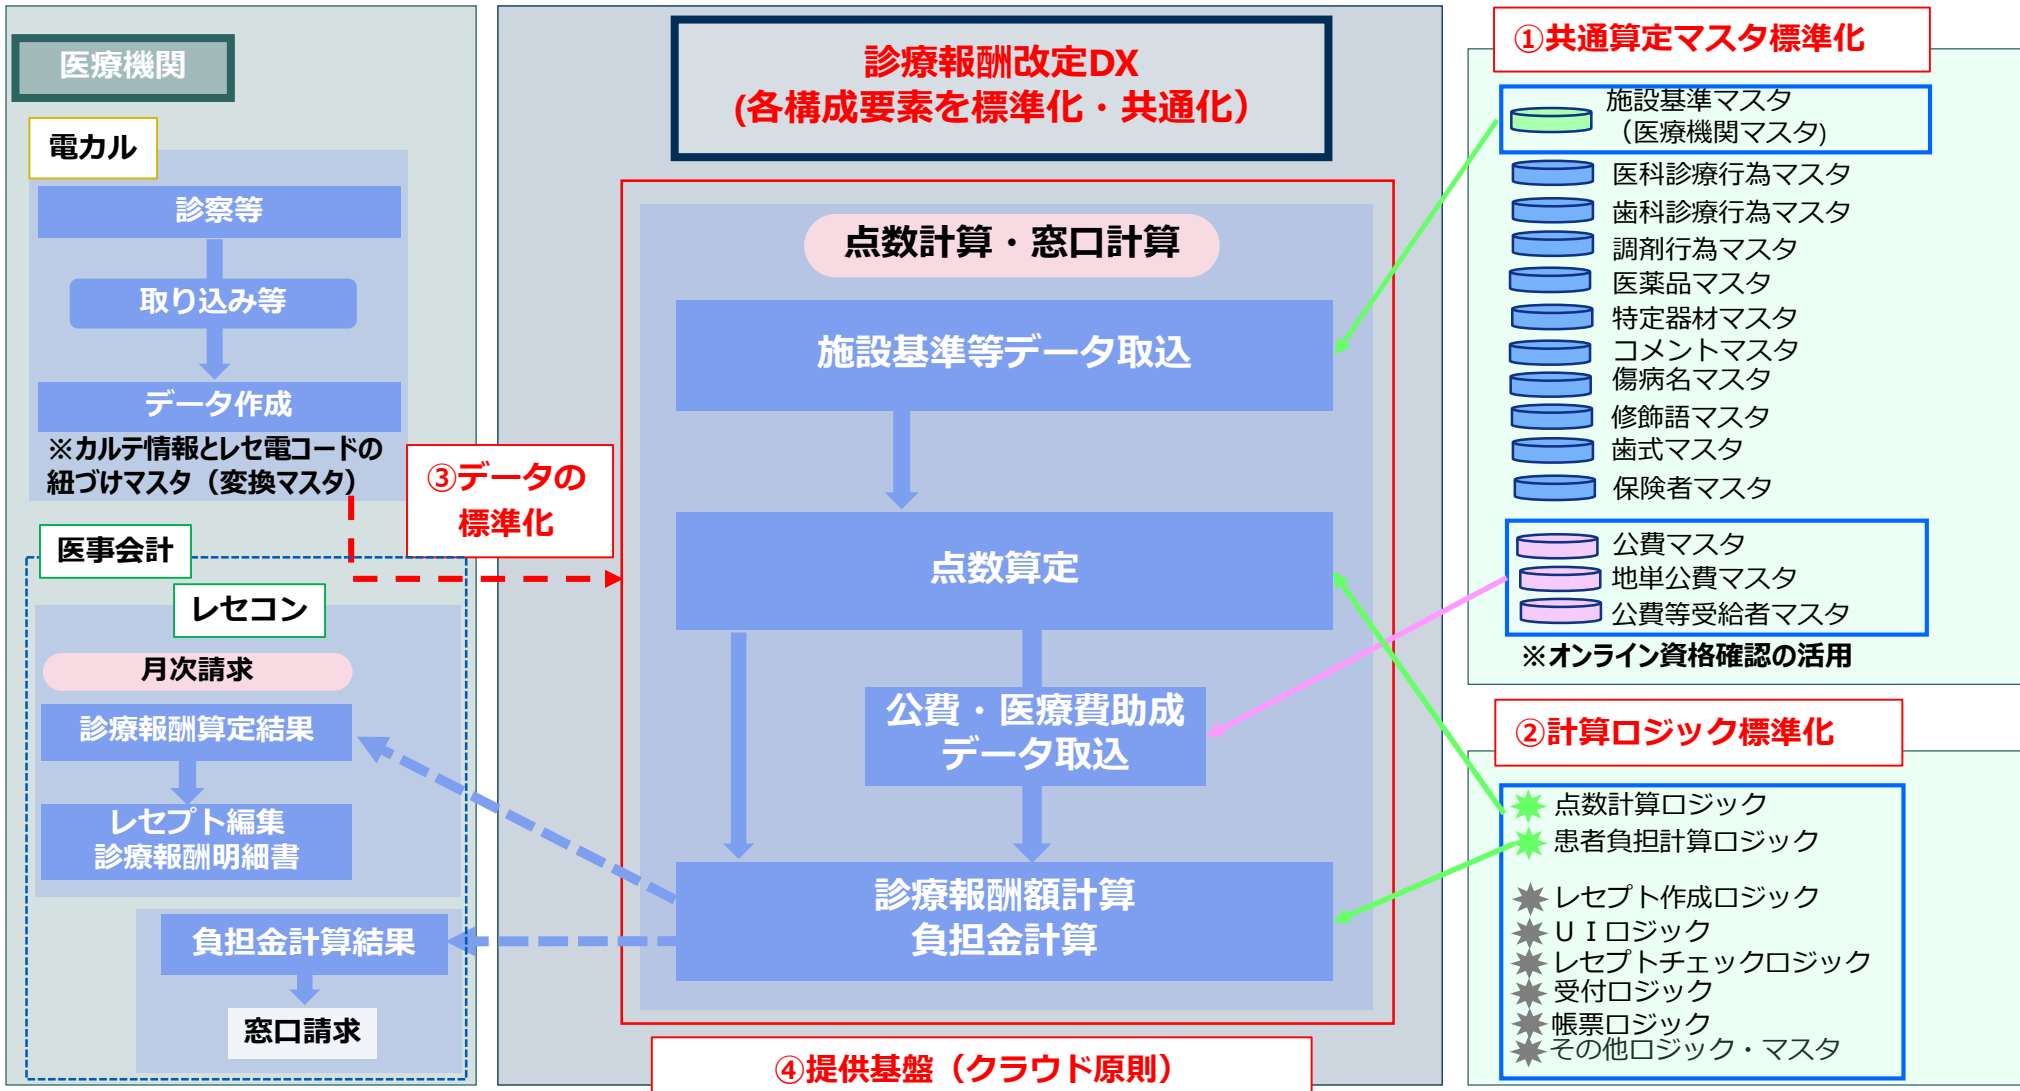 医療機関
電カル
診察等
取り込み等
データ作成
※カルテ情報とレセ電コードの
紐づけマスタ（変換マスタ）
医事会計
レセコン
月次請求
診療報酬算定結果
レセプト編集
診療報酬明細書
負担金計算結果
窓口請求
③データの
標準化
診療報酬改定DX
(各構成要素を標準化・共通化）
点数計算・窓口計算
施設基準等データ取込
点数算定
公費・医療費助成
データ取込
診療報酬額計算
負担金計算
④提供基盤（クラウド原則）
①共通算定マスタ標準化
施設基準マスタ
（医療機関マスタ)
医科診療行為マスタ
歯科診療行為マスタ
調剤行為マスタ
医薬品マスタ
特定器材マスタ
コメントマスタ
傷病名マスタ
修飾語マスタ
歯式マスタ
保険者マスタ
公費マスタ
地単公費マスタ
公費等受給者マスタ
※オンライン資格確認の活用
②計算ロジック標準化
点数計算ロジック
患者負担計算ロジック
レセプト作成ロジック
ＵＩロジック
レセプトチェックロジック
受付ロジック
帳票ロジック
その他ロジック・マスタ